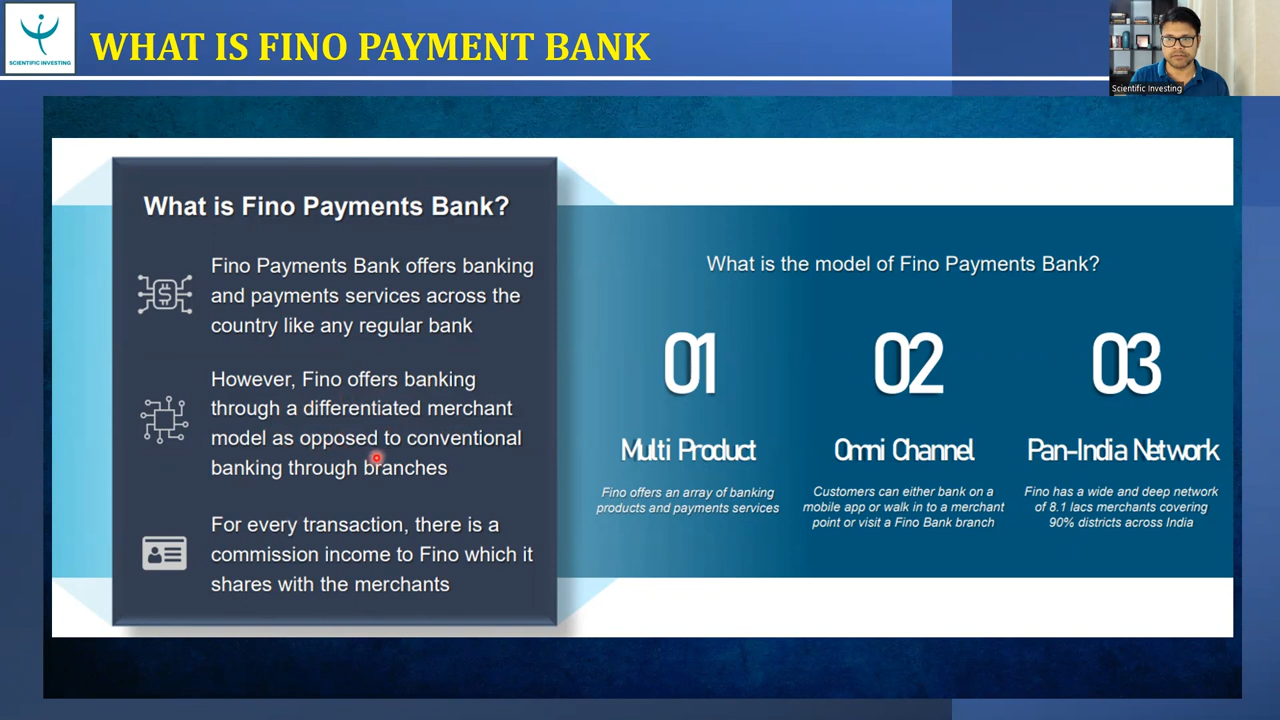 SCIENTIFIC INVESTING
WHAT IS FINO PAYMENT BANK
Scientific Investing
What is Fino Payments Bank?
Fino Payments Bank offers banking
and payments services across the
country like any regular bank
However, Fino offers banking
through a differentiated merchant
model as opposed to conventional
banking through branches
For every transaction, there is a
commission income to Fino which it
shares with the merchants
What is the model of Fino Payments Bank?
01
Multi Product
Fino offers an array of banking
products and payments services
02
Omni Channel
Customers can either bank on a
mobile app or walk in to a merchant
point or visit a Fino Bank branch
03
Pan-India Network
Fino has a wide and deep network
of 8.1 lacs merchants covering
90% districts across India